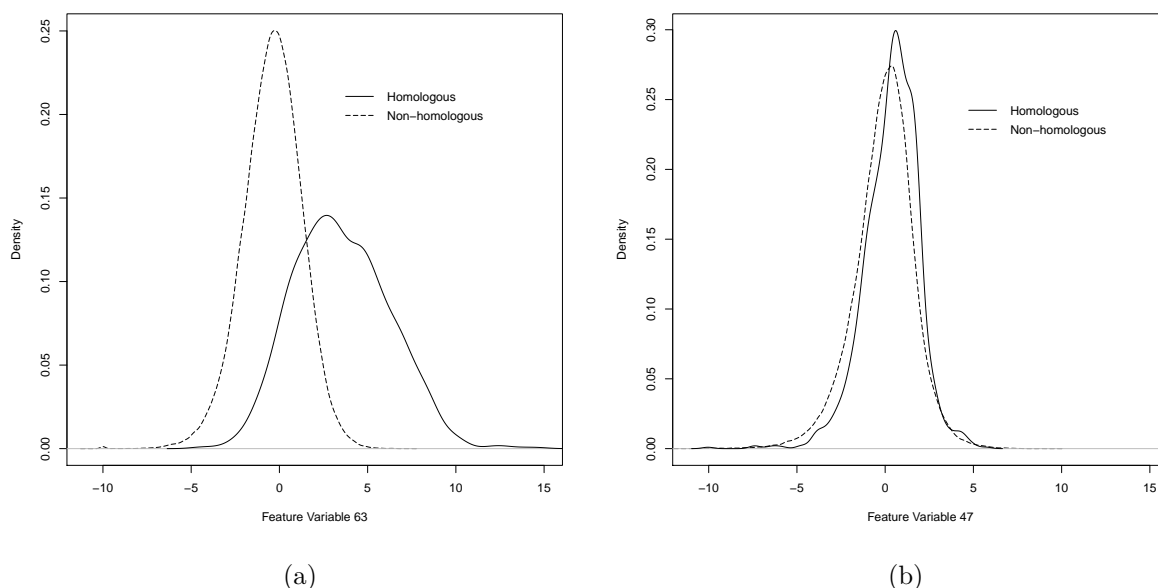 0.25
0.20
0.15
0.10
0.05
0.00
Density
Homologous
Non−homologous
−10 −5 0 5 10 15
Feature Variable 63
(a)
0.30
0.25
0.20
0.15
0.10
0.05
0.00
Density
Homologous
Non−homologous
−10 −5 0 5 10 15
Feature Variable 47
(b)